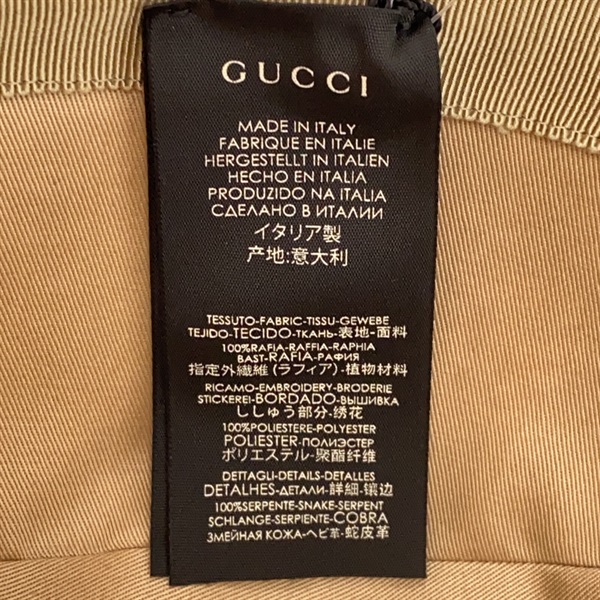 GUCCI
MADE IN ITALY
FABRIQUE EN ITALIE
HERGESTELLT IN ITALIEN
HECHO EN ITALIA
PRODUZIDO NA ITALIA
СДЕЛАНО В ИТАЛИИ
イタリア製
产地:意大利
TESSUTO-FABRIC-TISSU-GEWEBE
TEJIDO-TECIDO-ТКАНЬ-表地-面料
100%RAFIA-RAFFIA-RAPHIA
BAST-RAFIA-РАФИЯ
指定外繊維 (ラフィア)-植物材料
RICAMO-EMBROIDERY-BRODERIE
STICKEREI-BORDADO-ВЫШИВКА
ししゅう部分-绣花
100%POLIESTERE-POLYESTER
POLIESTER-ПОЛИЭСТЕР
ポリエステル-聚酯纤维
DETTAGLI-DETAILS-DETALLES
DETALHES-ДЕТАЛИ-詳細-镶边
100%SERPENTE-SNAKE-SERPENT
SCHLANGE-SERPIENTE-COBRA
ЗМЕИНАЯ КОЖА-ヘビ革-蛇皮革